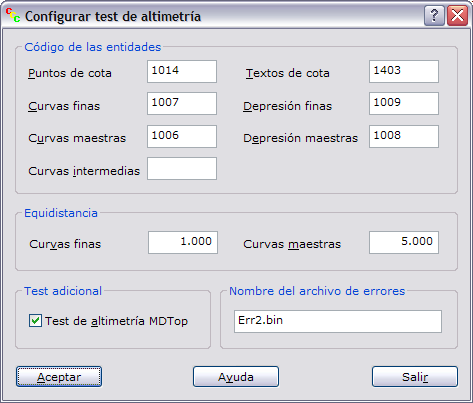 Configurar test de altimetría
Código de las entidades
Puntos de cota 1014 Textos de cota 1403
Curvas finas 1007 Depresión finas 1009
Curvas maestras 1006 Depresión maestras 1008
Curvas intermedias
Equidistancia
Curvas finas 1.000 Curvas maestras 5.000
Test adicional Nombre del archivo de errores
Test de altimetría MDTop Err2.bin
Aceptar Ayuda Salir